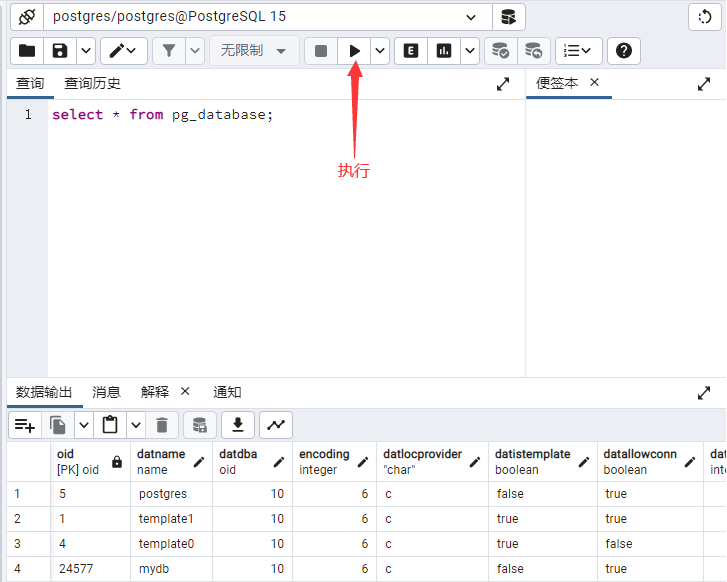 postgres/postgres@PostgreSQL 15
无限制
E
查询 查询历史
便签本
1 select * from pg_database;
执行
数据输出 消息 解释 通知
oid datname datdba encoding datlocprovider datistemplate datallowconn dat
[PK] oid name oid integer "char" boolean boolean inte
1 5 postgres 10 6 c false true
2 1 template1 10 6 c true true
3 4 template0 10 6 c true false
4 24577 mydb 10 6 c false true